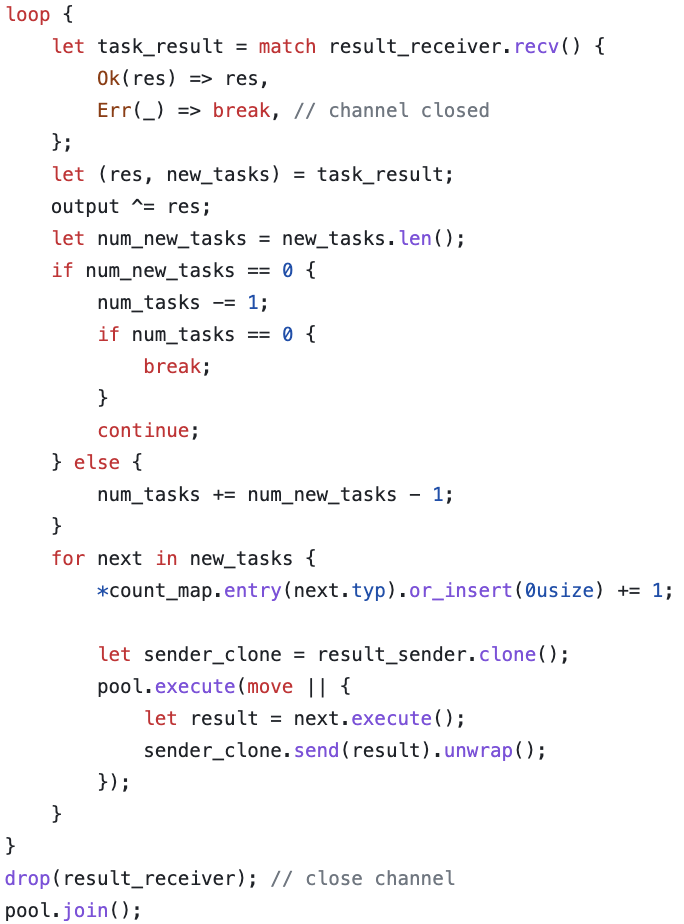 loop {
    let task_result = match result_receiver.recv() {
        Ok(res) => res,
        Err(_) => break, // channel closed
    };
    let (res, new_tasks) = task_result;
    output ^= res;
    let num_new_tasks = new_tasks.len();
    if num_new_tasks == 0 {
        num_tasks -= 1;
        if num_tasks == 0 {
            break;
        }
        continue;
    } else {
        num_tasks += num_new_tasks - 1;
    }
    for next in new_tasks {
        *count_map.entry(next.typ).or_insert(0usize) += 1;

        let sender_clone = result_sender.clone();
        pool.execute(move || {
            let result = next.execute();
            sender_clone.send(result).unwrap();
        });
    }
}
drop(result_receiver); // close channel
pool.join();